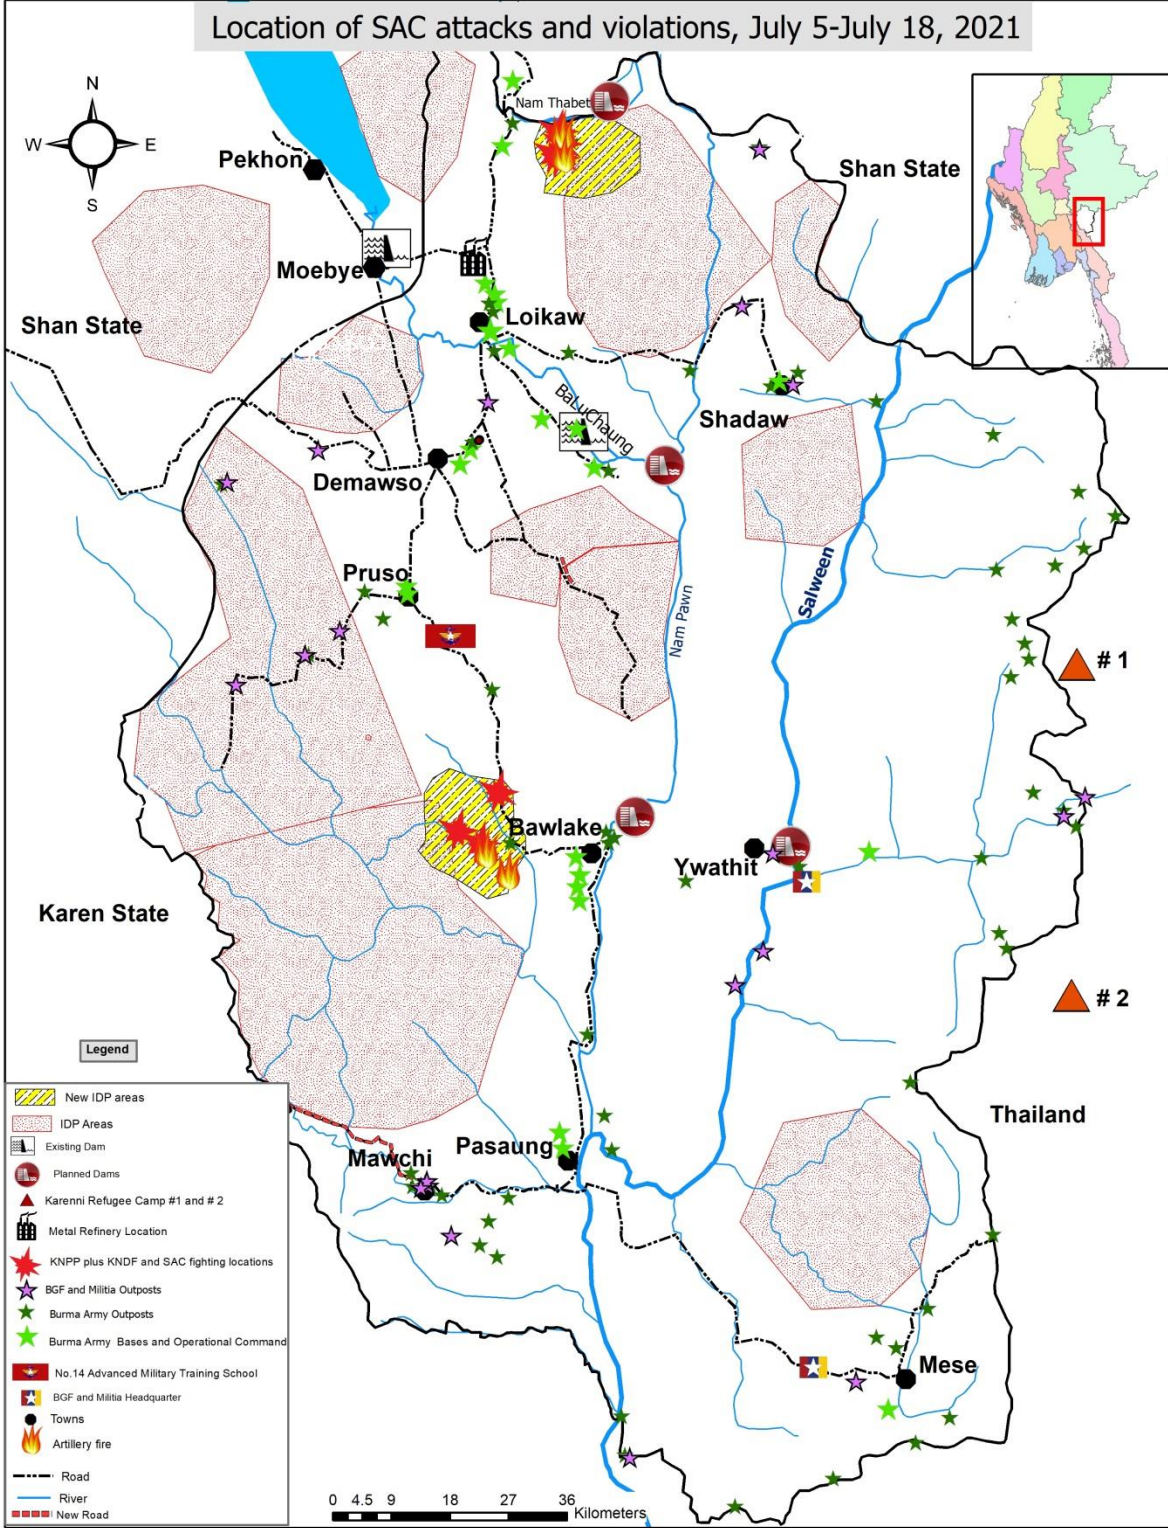 Location of SAC attacks and violations, July 5-July 18, 2021
N
W
E
S
Nam Thabet
Pekhon
Shan State
Moebye
Loikaw
Shan State
BaLuChaung
Shadaw
Demawso
Salween
Pruso
Nam Pawn
# 1
Bawlake
Ywathit
Karen State
# 2
Legend
New IDP areas
IDP Areas
Existing Dam
Planned Dams
Karenni Refugee Camp #1 and # 2
Metal Refinery Location
KNPP plus KNDF and SAC fighting locations
BGF and Militia Outposts
Burma Army Outposts
Burma Army Bases and Operational Command
No.14 Advanced Military Training School
BGF and Militia Headquarter
Towns
Artillery fire
Road
River
New Road
Thailand
Pasaung
Mawchi
Mese
0 4.5 9 18 27 36
Kilometers